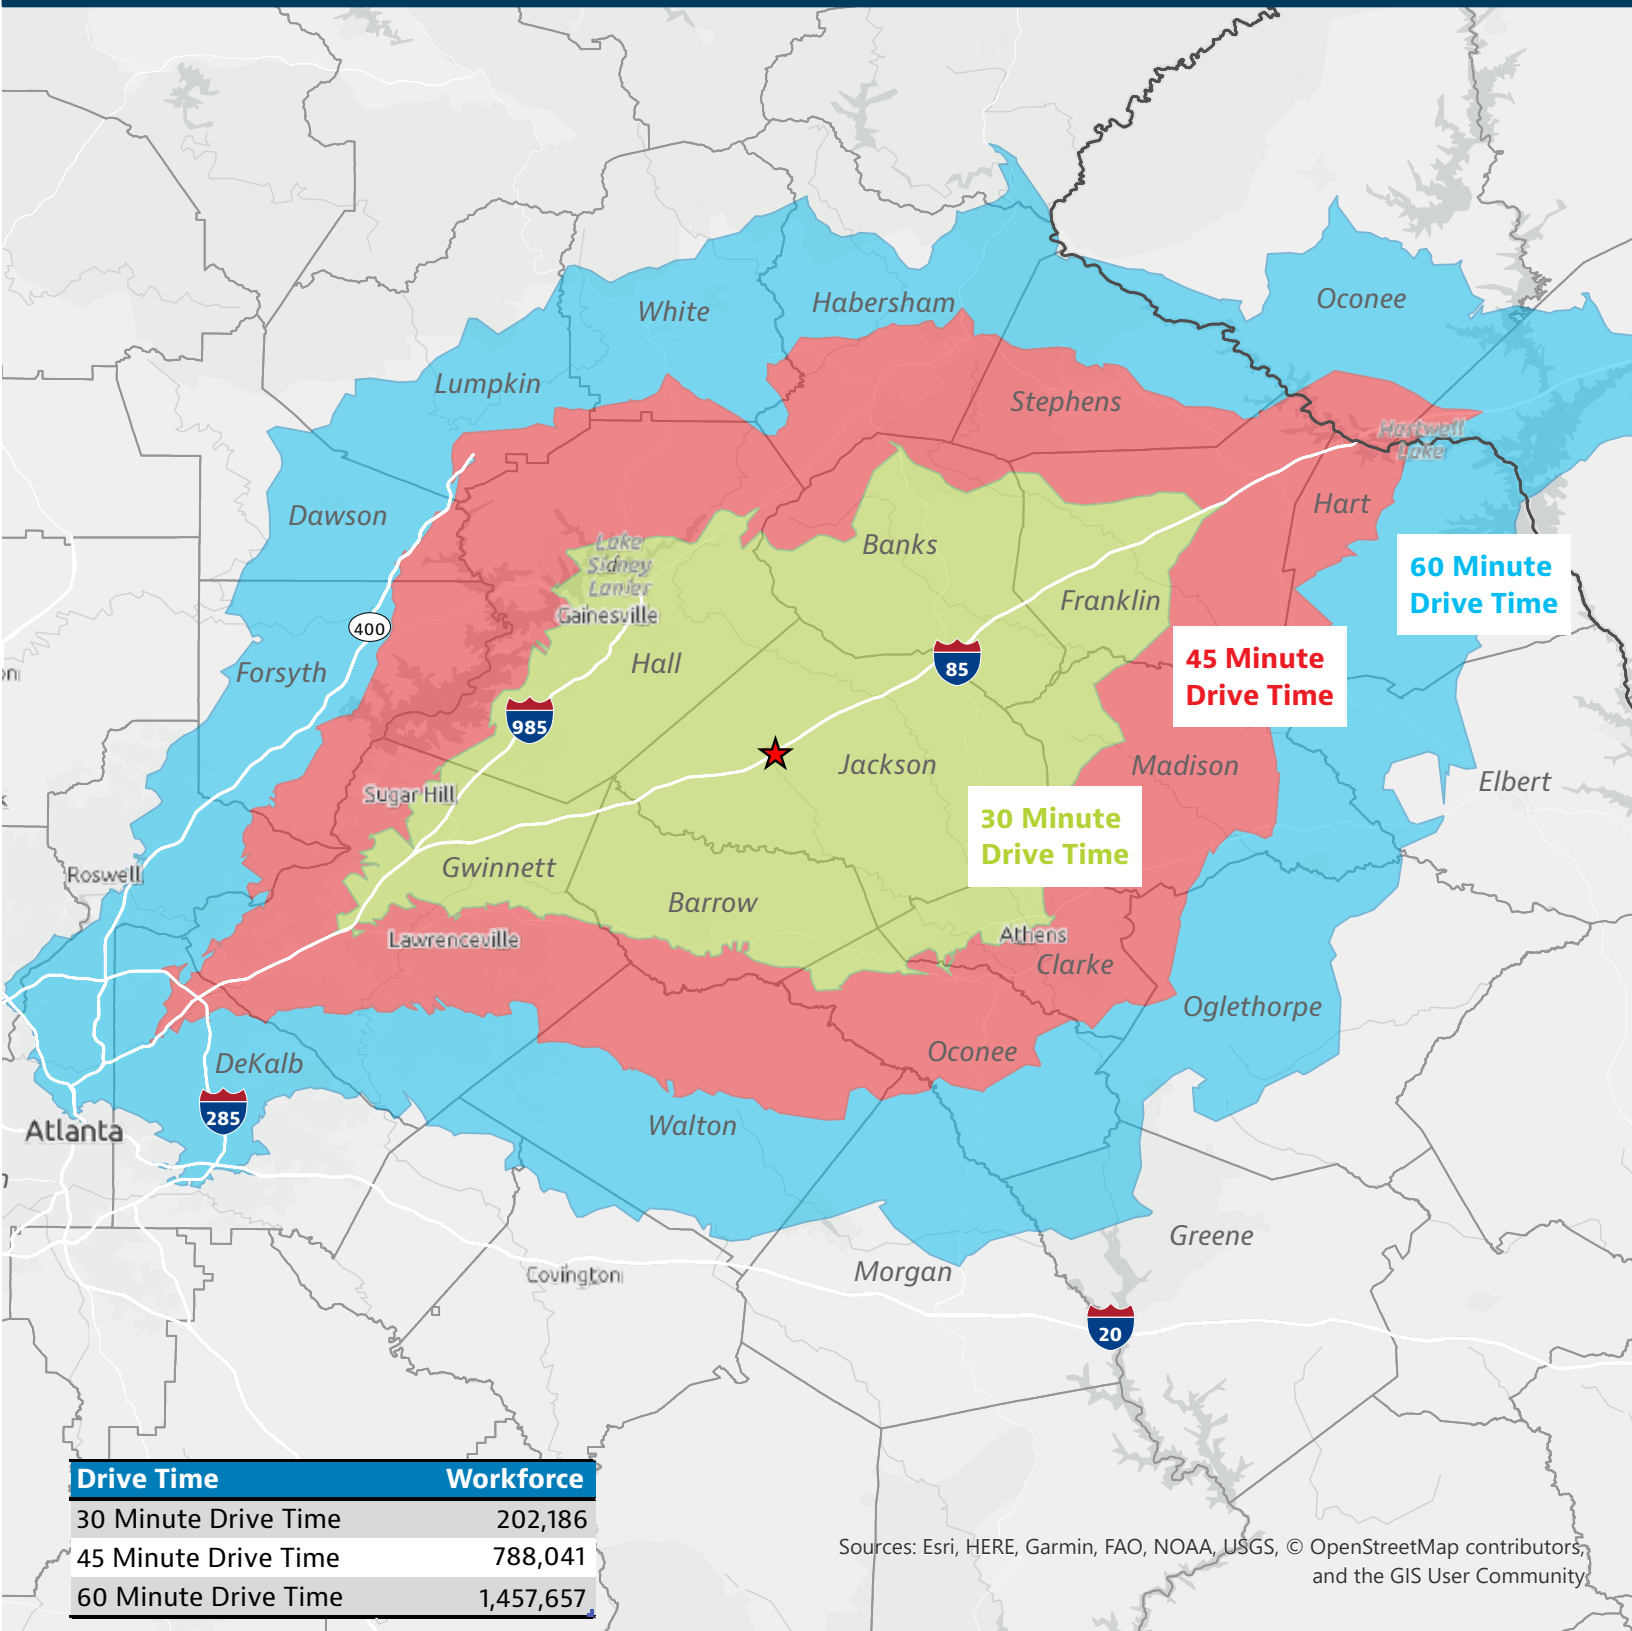 White
Habersham
Oconee
Lumpkin
Stephens
Hartwell
Lake
Dawson
Hart
Banks
Lake
Sidney
Lanier
Gainesville
60 Minute
Drive Time
Franklin
400
Forsyth
Hall
85
45 Minute
Drive Time
985
Jackson
Madison
Elbert
Sugar Hill
30 Minute
Drive Time
Roswell
Gwinnett
Barrow
Lawrenceville
Athens
Clarke
Oglethorpe
DeKalb
Oconee
285
Atlanta
Walton
Greene
Covington
Morgan
20
Drive Time Workforce
30 Minute Drive Time 202,186
45 Minute Drive Time 788,041
60 Minute Drive Time 1,457,657
Sources: Esri, HERE, Garmin, FAO, NOAA, USGS, © OpenStreetMap contributors,
and the GIS User Community